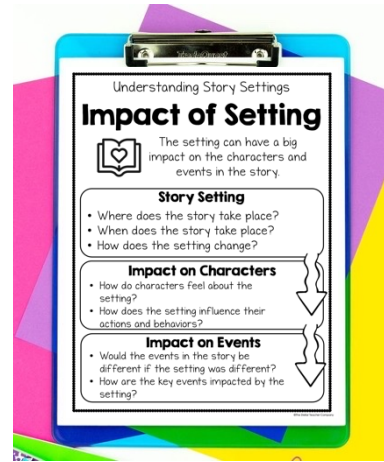 Understanding Story Settings
Impact of Setting
The setting can have a big
impact on the characters and
events in the story.
Story Setting
• Where does the story take place?
• When does the story take place?
• How does the setting change?
Impact on Characters
• How do characters feel about the
setting?
• How does the setting influence their
actions and behaviors?
Impact on Events
• Would the events in the story be
different if the setting was different?
• How are the key events impacted by the
setting?